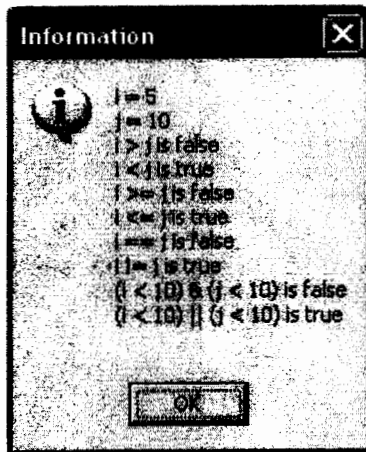 Information
i = 5
j = 10
i > j is false
i < j is true
i >= j is false
i <= j is true
i == j is false
i != j is true
(i < 10) & (j < 10) is false
(i < 10) || (j < 10) is true
OK